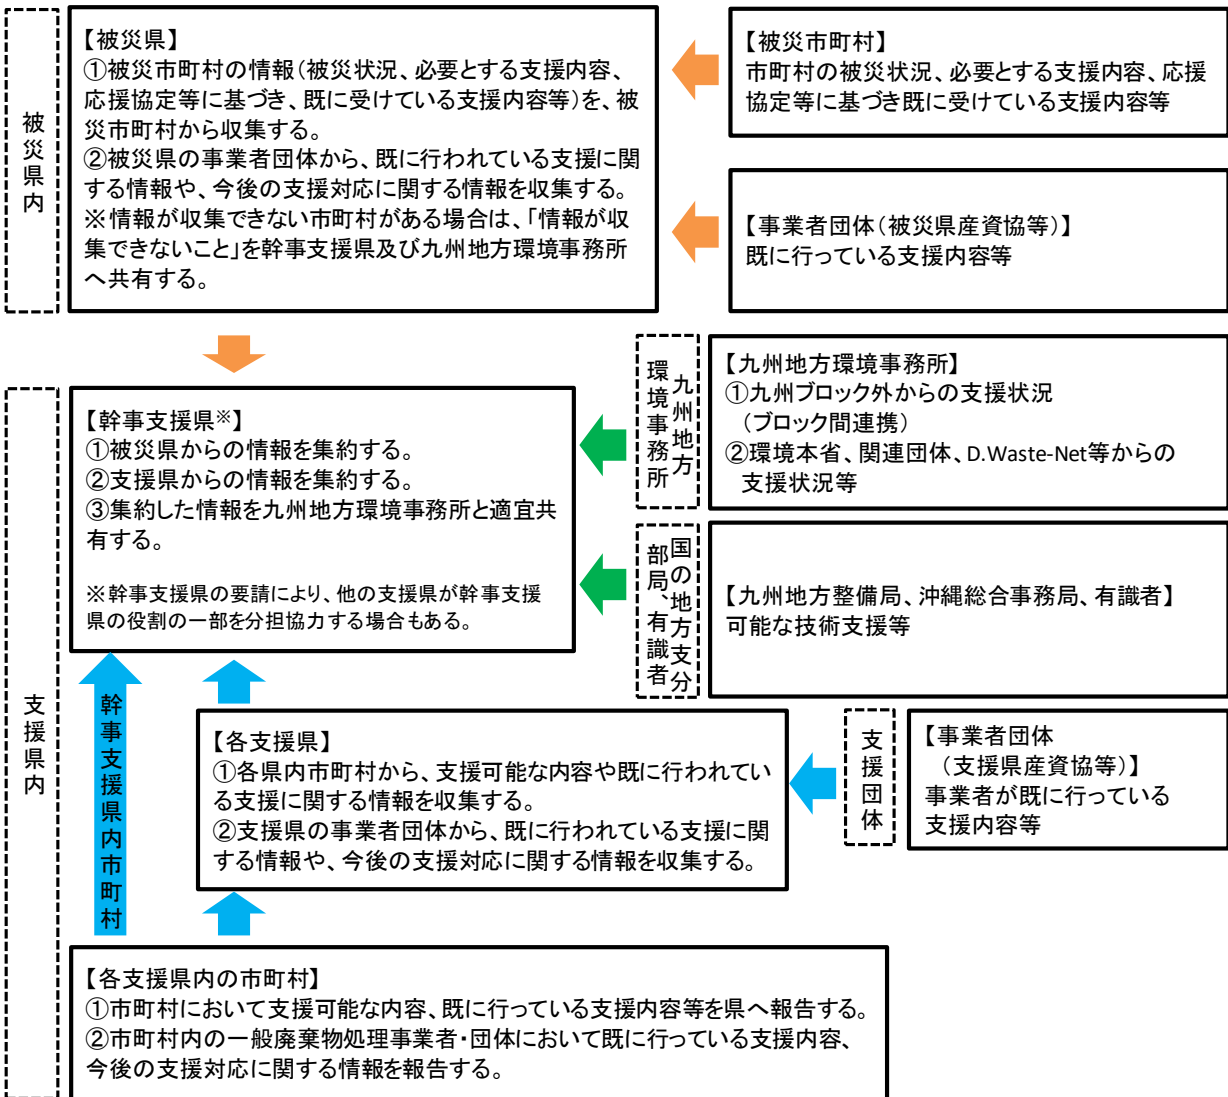 被災県内
【被災県】
①被災市町村の情報(被災状況、必要とする支援内容、
応援協定等に基づき、既に受けている支援内容等)を、被
災市町村から収集する。
②被災県の事業者団体から、既に行われている支援に関
する情報や、今後の支援対応に関する情報を収集する。
※情報が収集できない市町村がある場合は、「情報が収
集できないこと」を幹事支援県及び九州地方環境事務所
へ共有する。
【被災市町村】
市町村の被災状況、必要とする支援内容、応援
協定等に基づき既に受けている支援内容等
【事業者団体(被災県産資協等)】
既に行っている支援内容等
支援県内
【幹事支援県※】
①被災県からの情報を集約する。
②支援県からの情報を集約する。
③集約した情報を九州地方環境事務所と適宜共
有する。
※幹事支援県の要請により、他の支援県が幹事支援
県の役割の一部を分担協力する場合もある。
九州地方
環境事務所
【九州地方環境事務所】
①九州ブロック外からの支援状況
(ブロック間連携)
②環境本省、関連団体、D.Waste-Net等からの
支援状況等
国の地方支分
部局、有識者
【九州地方整備局、沖縄総合事務局、有識者】
可能な技術支援等
幹事支援県内市町村
【各支援県】
①各県内市町村から、支援可能な内容や既に行われてい
る支援に関する情報を収集する。
②支援県の事業者団体から、既に行われている支援に関
する情報や、今後の支援対応に関する情報を収集する。
支援団体
【事業者団体
(支援県産資協等)】
事業者が既に行っている
支援内容等
【各支援県内の市町村】
①市町村において支援可能な内容、既に行っている支援内容等を県へ報告する。
②市町村内の一般廃棄物処理事業者・団体において既に行っている支援内容、
今後の支援対応に関する情報を報告する。